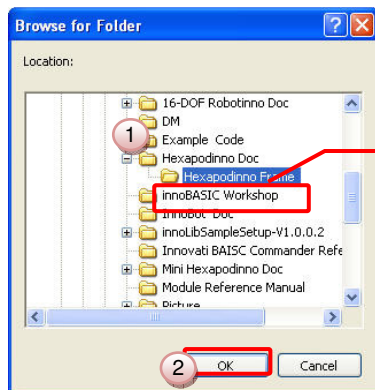 Browse for Folder
Location:
16-DOF Robotinno Doc
DM
1
Example Code
Hexapodinno Doc
Hexapodinno Frame
innoBASIC Workshop
InnoBot Doc
innoLibSampleSetup-V1.0.0.2
Innovati BAISC Commander Refe
Mini Hexapodinno Doc
Module Reference Manual
Picture
2
OK
Cancel